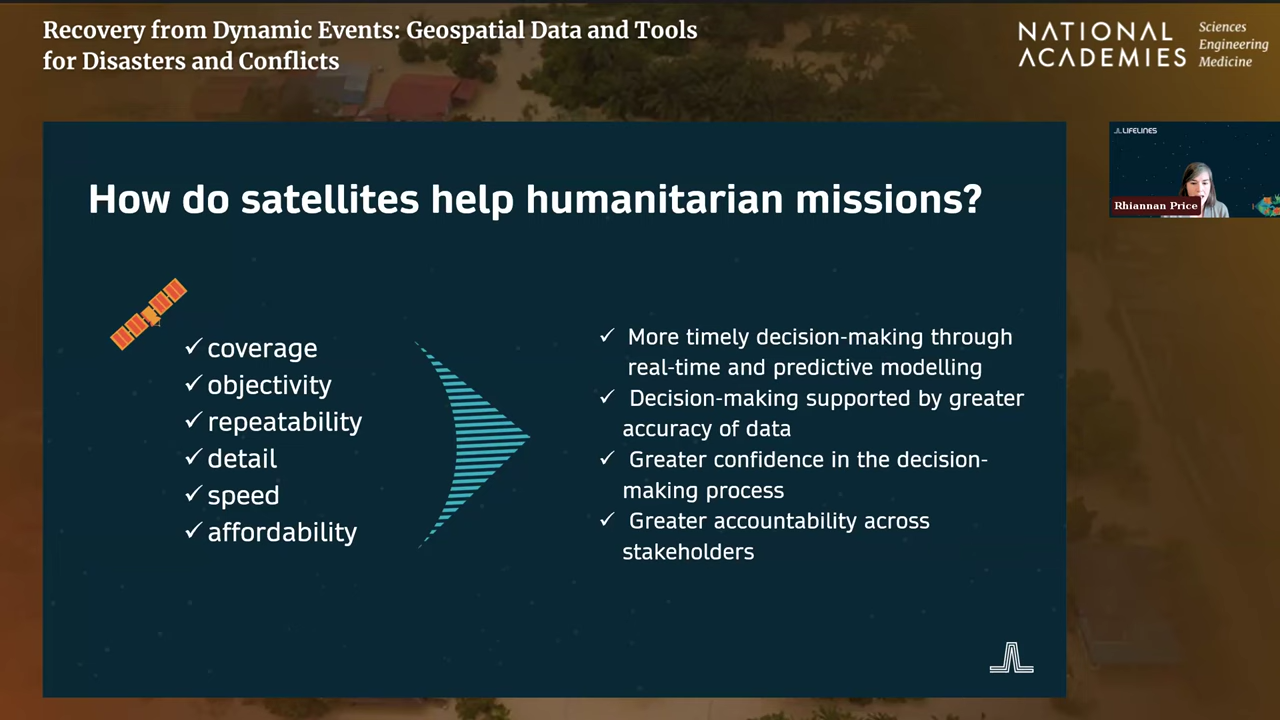 Recovery from Dynamic Events: Geospatial Data and Tools
for Disasters and Conflicts
NATIONAL
ACADEMIES
Sciences
Engineering
Medicine
LIFELINES
Rhiannan Price
How do satellites help humanitarian missions?
✓ coverage
✓ objectivity
✓ repeatability
✓ detail
✓ speed
✓ affordability
✓ More timely decision-making through
real-time and predictive modelling
✓ Decision-making supported by greater
accuracy of data
✓ Greater confidence in the decision-
making process
✓ Greater accountability across
stakeholders